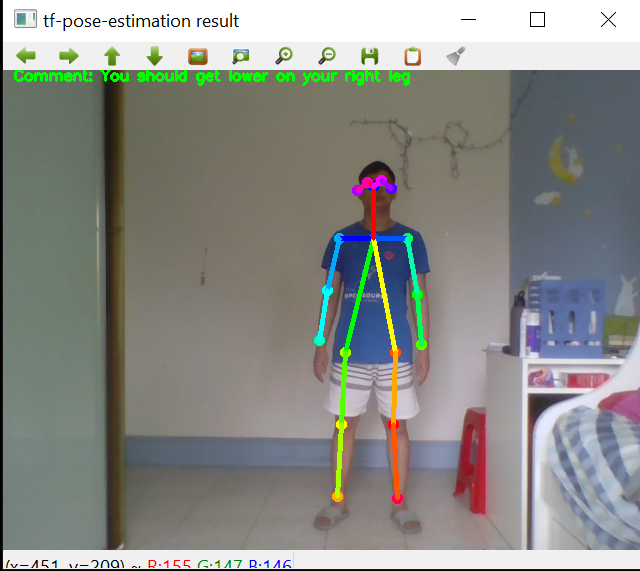 tf-pose-estimation result
Comment: You should get lower on your right leg
(x=451, y=209) ~ R:155 G:147 B:146